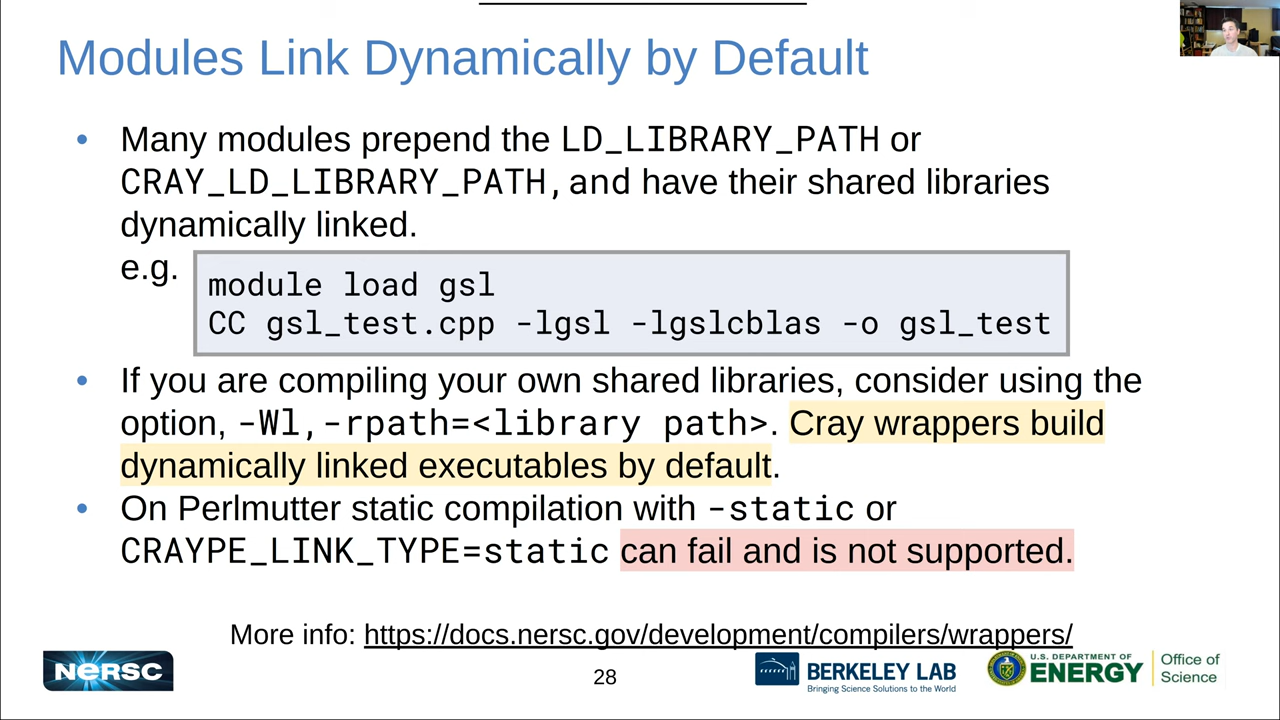 Modules Link Dynamically by Default
• Many modules prepend the LD_LIBRARY_PATH or
CRAY_LD_LIBRARY_PATH, and have their shared libraries
dynamically linked.
e.g.
module load gsl
CC gsl_test.cpp -lgsl -lgslcblas -o gsl_test
• If you are compiling your own shared libraries, consider using the
option, -Wl,-rpath=<library path>. Cray wrappers build
dynamically linked executables by default.
• On Perlmutter static compilation with -static or
CRAYPE_LINK_TYPE=static can fail and is not supported.
More info: https://docs.nersc.gov/development/compilers/wrappers/
NERSC
28
BERKELEY LAB
Bringing Science Solutions to the World
U.S. DEPARTMENT OF
ENERGY
Office of
Science